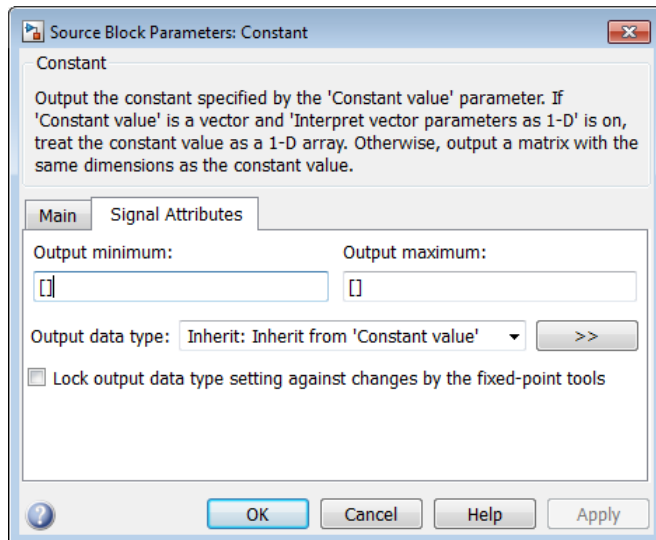 Source Block Parameters: Constant
Constant
Output the constant specified by the 'Constant value' parameter. If
'Constant value' is a vector and 'Interpret vector parameters as 1-D' is on,
treat the constant value as a 1-D array. Otherwise, output a matrix with the
same dimensions as the constant value.
Main Signal Attributes
Output minimum: Output maximum:
[] []
Output data type: Inherit: Inherit from 'Constant value' >>
Lock output data type setting against changes by the fixed-point tools
? OK Cancel Help Apply